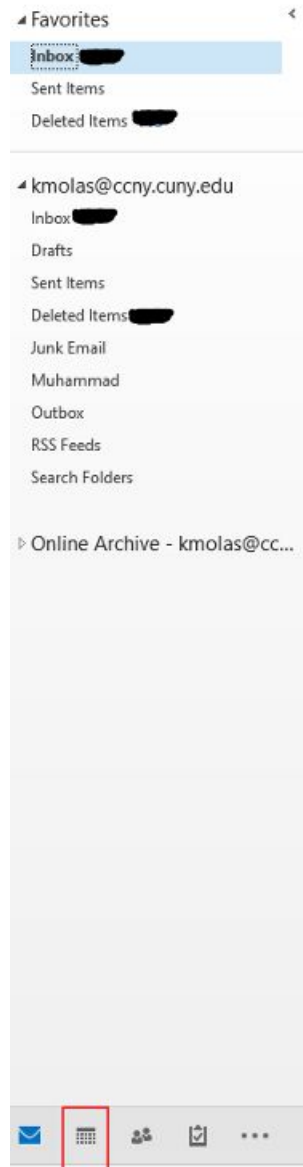 Favorites
Inbox
Sent Items
Deleted Items
kmolas@ccny.cuny.edu
Inbox
Drafts
Sent Items
Deleted Items
Junk Email
Muhammad
Outbox
RSS Feeds
Search Folders
Online Archive - kmolas@cc...